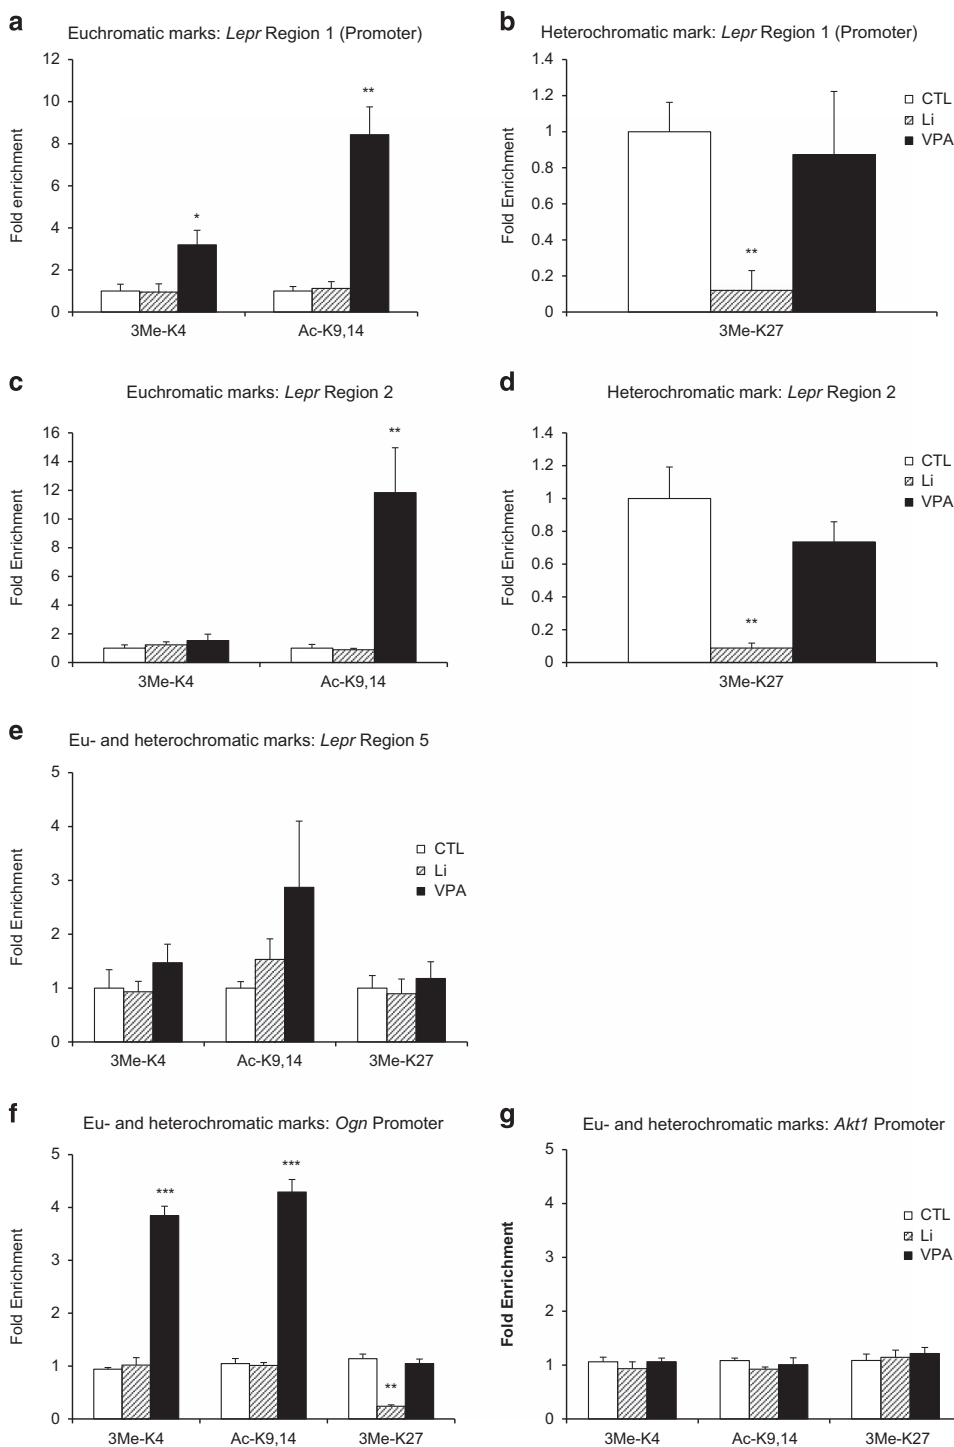 a
Euchromatic marks: Lepr Region 1 (Promoter)
Fold enrichment
12
10
8
6
4
2
0
*
**
3Me-K4
Ac-K9,14
b
Heterochromatic mark: Lepr Region 1 (Promoter)
Fold Enrichment
1.4
1.2
1
0.8
0.6
0.4
0.2
0
**
3Me-K27
CTL
Li
VPA
c
Euchromatic marks: Lepr Region 2
Fold Enrichment
16
14
12
10
8
6
4
2
0
**
3Me-K4
Ac-K9,14
d
Heterochromatic mark: Lepr Region 2
Fold Enrichment
1.4
1.2
1
0.8
0.6
0.4
0.2
0
**
3Me-K27
CTL
Li
VPA
e
Eu- and heterochromatic marks: Lepr Region 5
Fold Enrichment
5
4
3
2
1
0
3Me-K4
Ac-K9,14
3Me-K27
CTL
Li
VPA
f
Eu- and heterochromatic marks: Ogn Promoter
Fold Enrichment
5
4
3
2
1
0
***
***
**
3Me-K4
Ac-K9,14
3Me-K27
g
Eu- and heterochromatic marks: Akt1 Promoter
Fold Enrichment
5
4
3
2
1
0
3Me-K4
Ac-K9,14
3Me-K27
CTL
Li
VPA